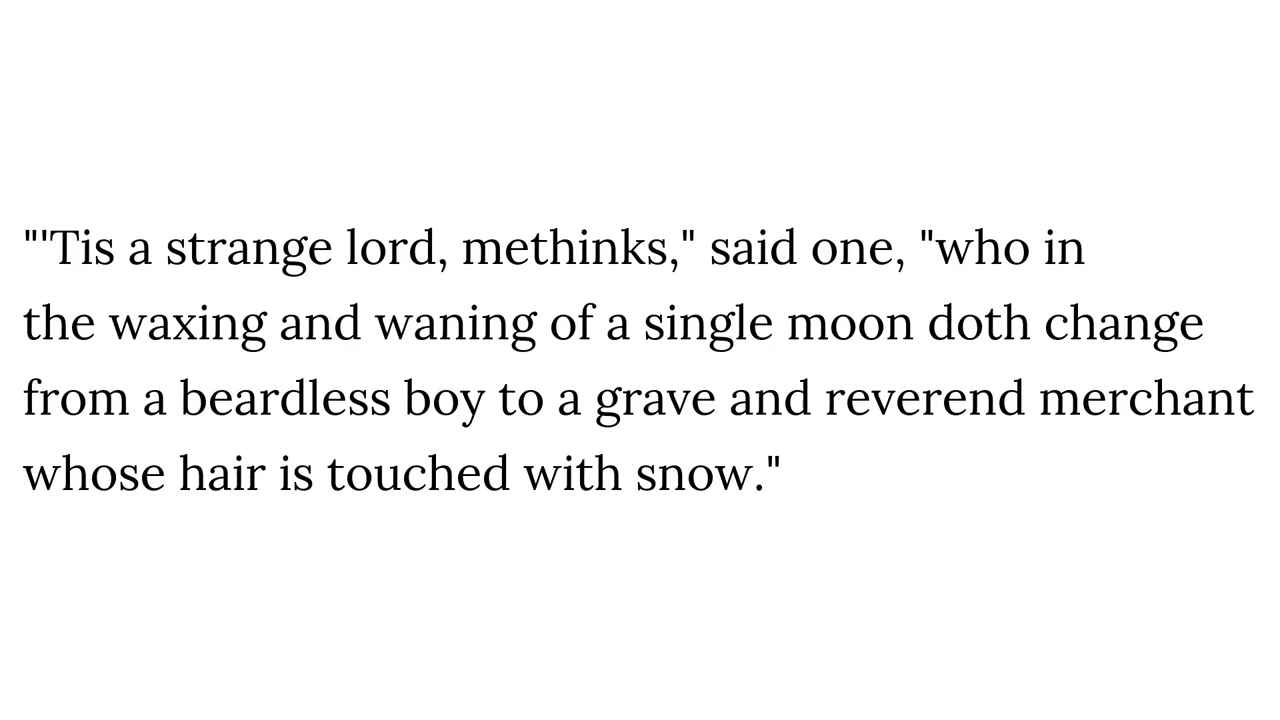 "'Tis a strange lord, methinks," said one, "who in
the waxing and waning of a single moon doth change
from a beardless boy to a grave and reverend merchant
whose hair is touched with snow."